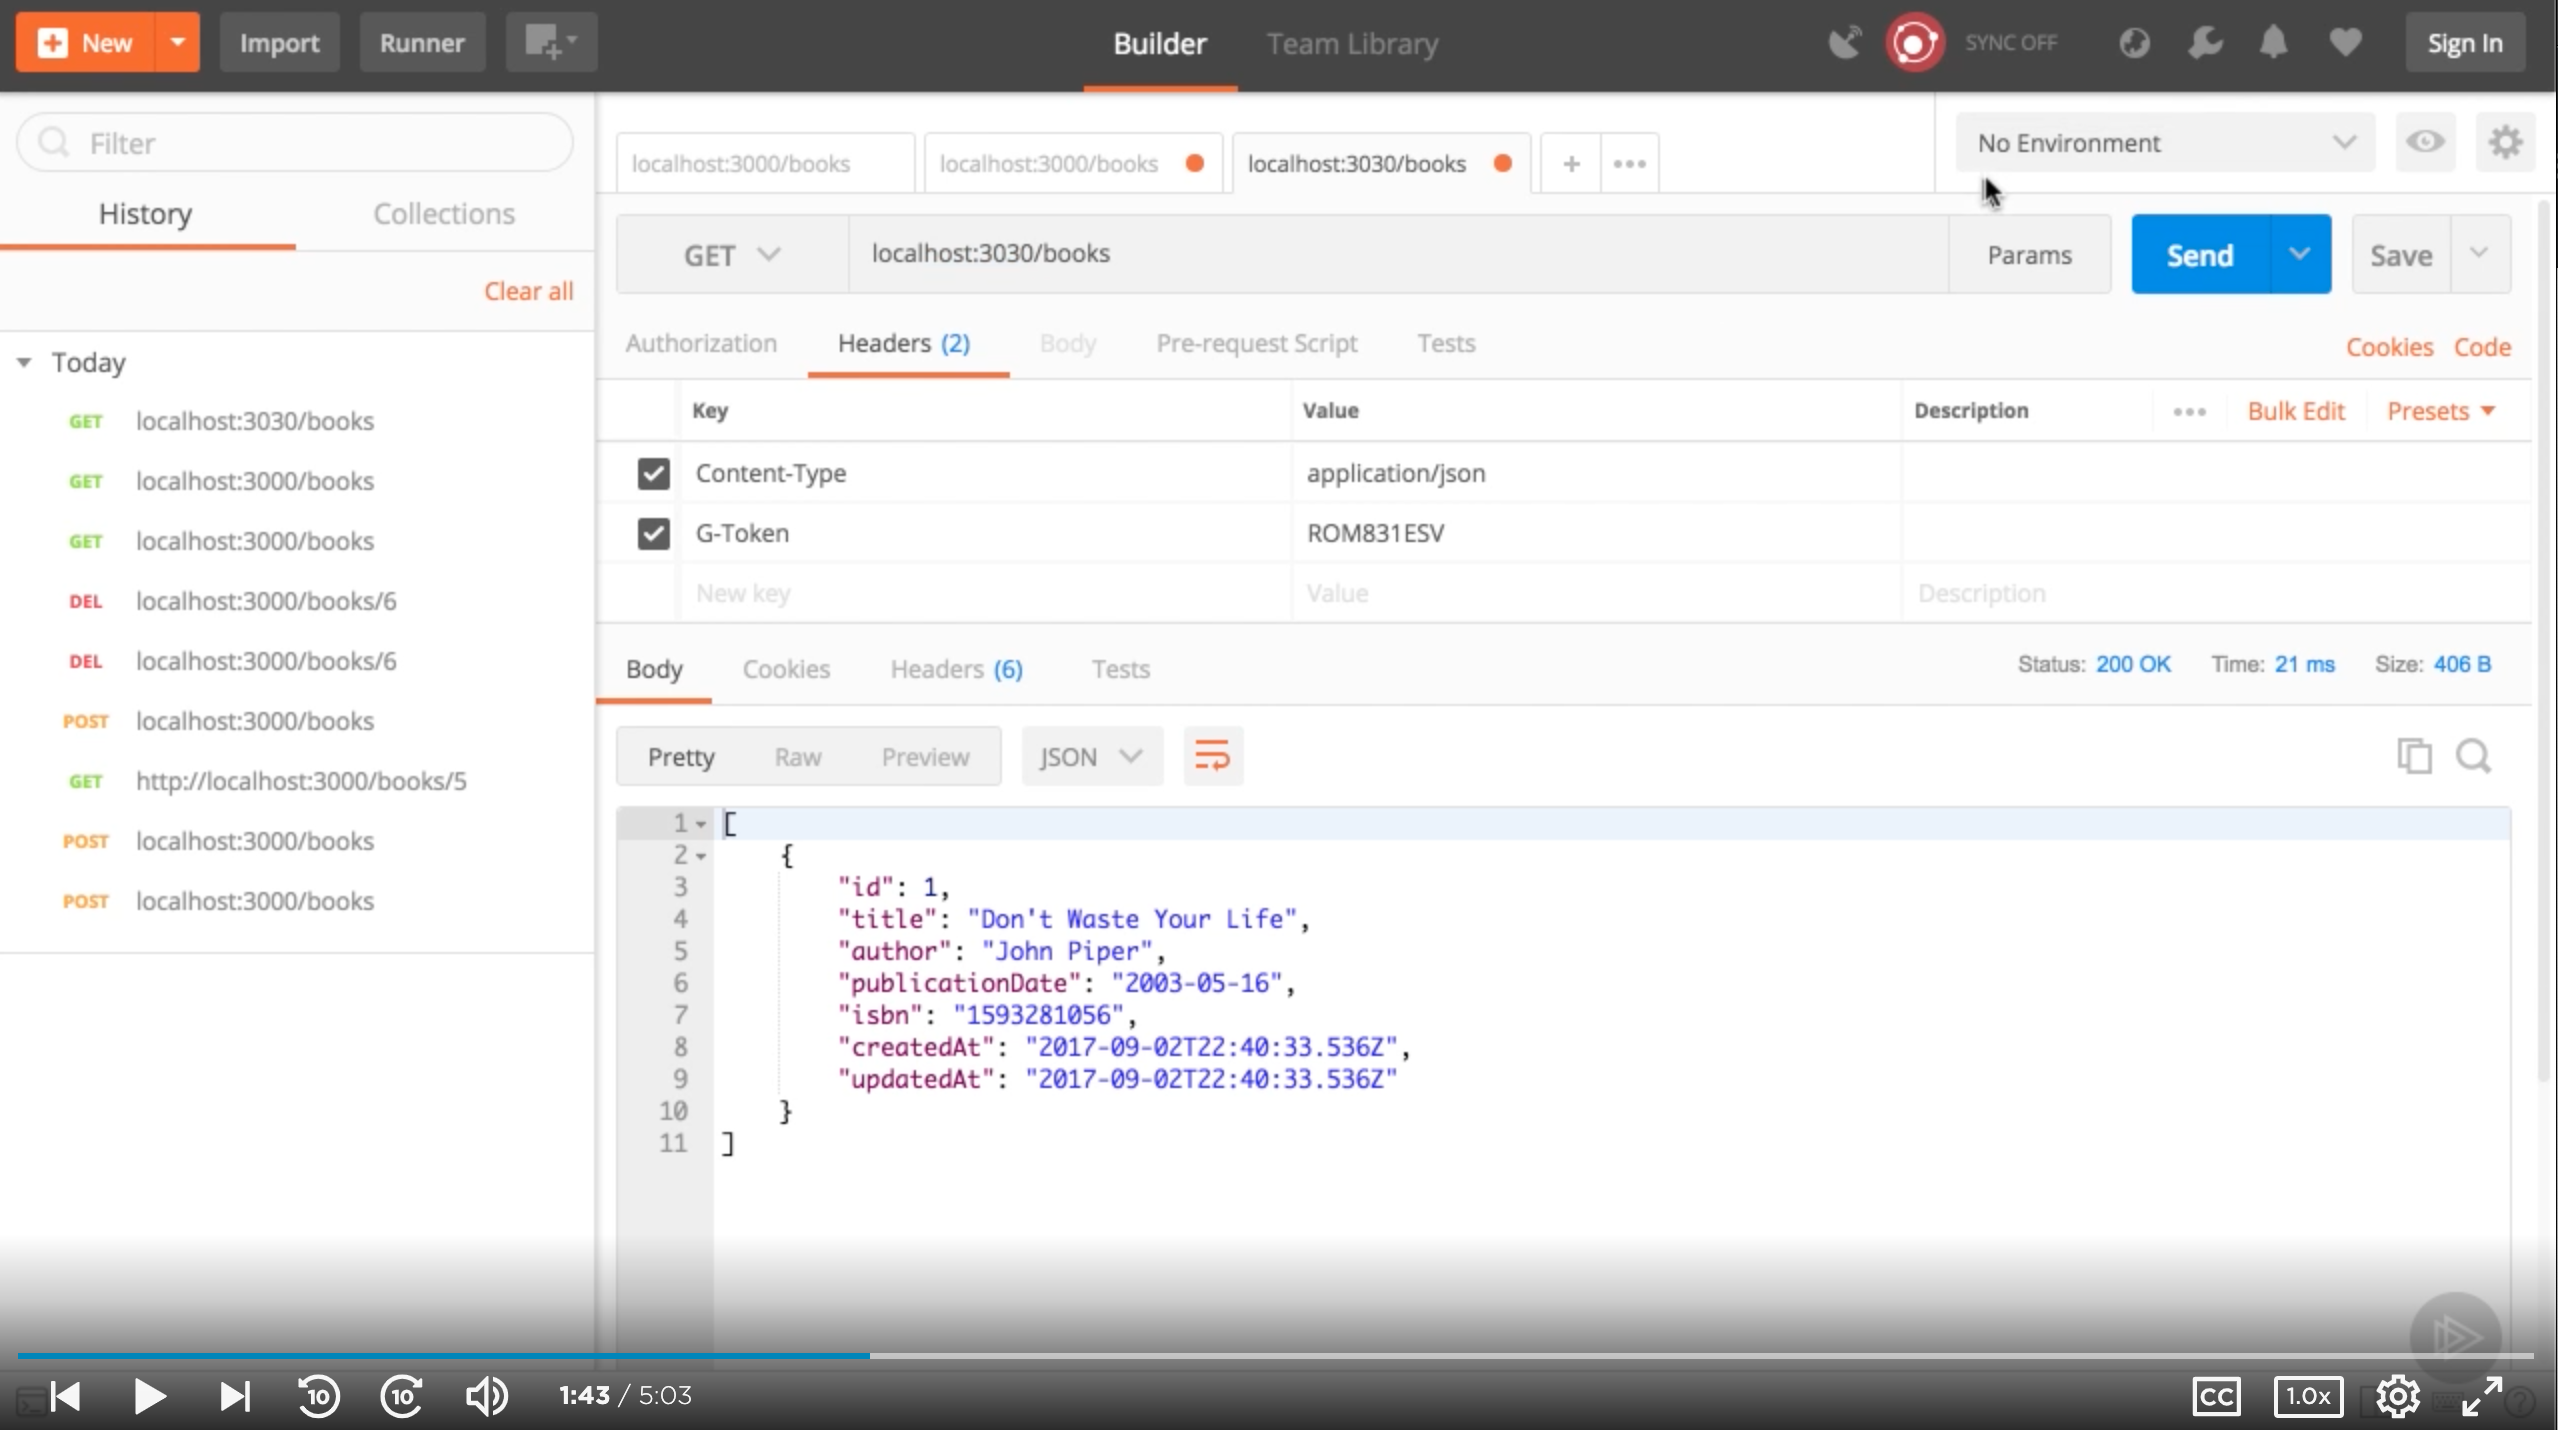 New Import Runner Builder Team Library SYNC OFF Sign In
Filter
History Collections
Clear all
Today
GET localhost:3030/books
GET localhost:3000/books
GET localhost:3000/books
DEL localhost:3000/books/6
DEL localhost:3000/books/6
POST localhost:3000/books
GET http://localhost:3000/books/5
POST localhost:3000/books
POST localhost:3000/books
localhost:3000/books localhost:3000/books localhost:3030/books + No Environment
GET localhost:3030/books Params Send Save
Authorization Headers (2) Body Pre-request Script Tests Cookies Code
Key Value Description Bulk Edit Presets
Content-Type application/json
G-Token ROM831ESV
New key Value Description
Body Cookies Headers (6) Tests Status: 200 OK Time: 21 ms Size: 406 B
Pretty Raw Preview JSON
1 [
2 {
3 "id": 1,
4 "title": "Don't Waste Your Life",
5 "author": "John Piper",
6 "publicationDate": "2003-05-16",
7 "isbn": "1593281056",
8 "createdAt": "2017-09-02T22:40:33.536Z",
9 "updatedAt": "2017-09-02T22:40:33.536Z"
10 }
11 ]
10 10 1:43 / 5:03 CC 1.0x